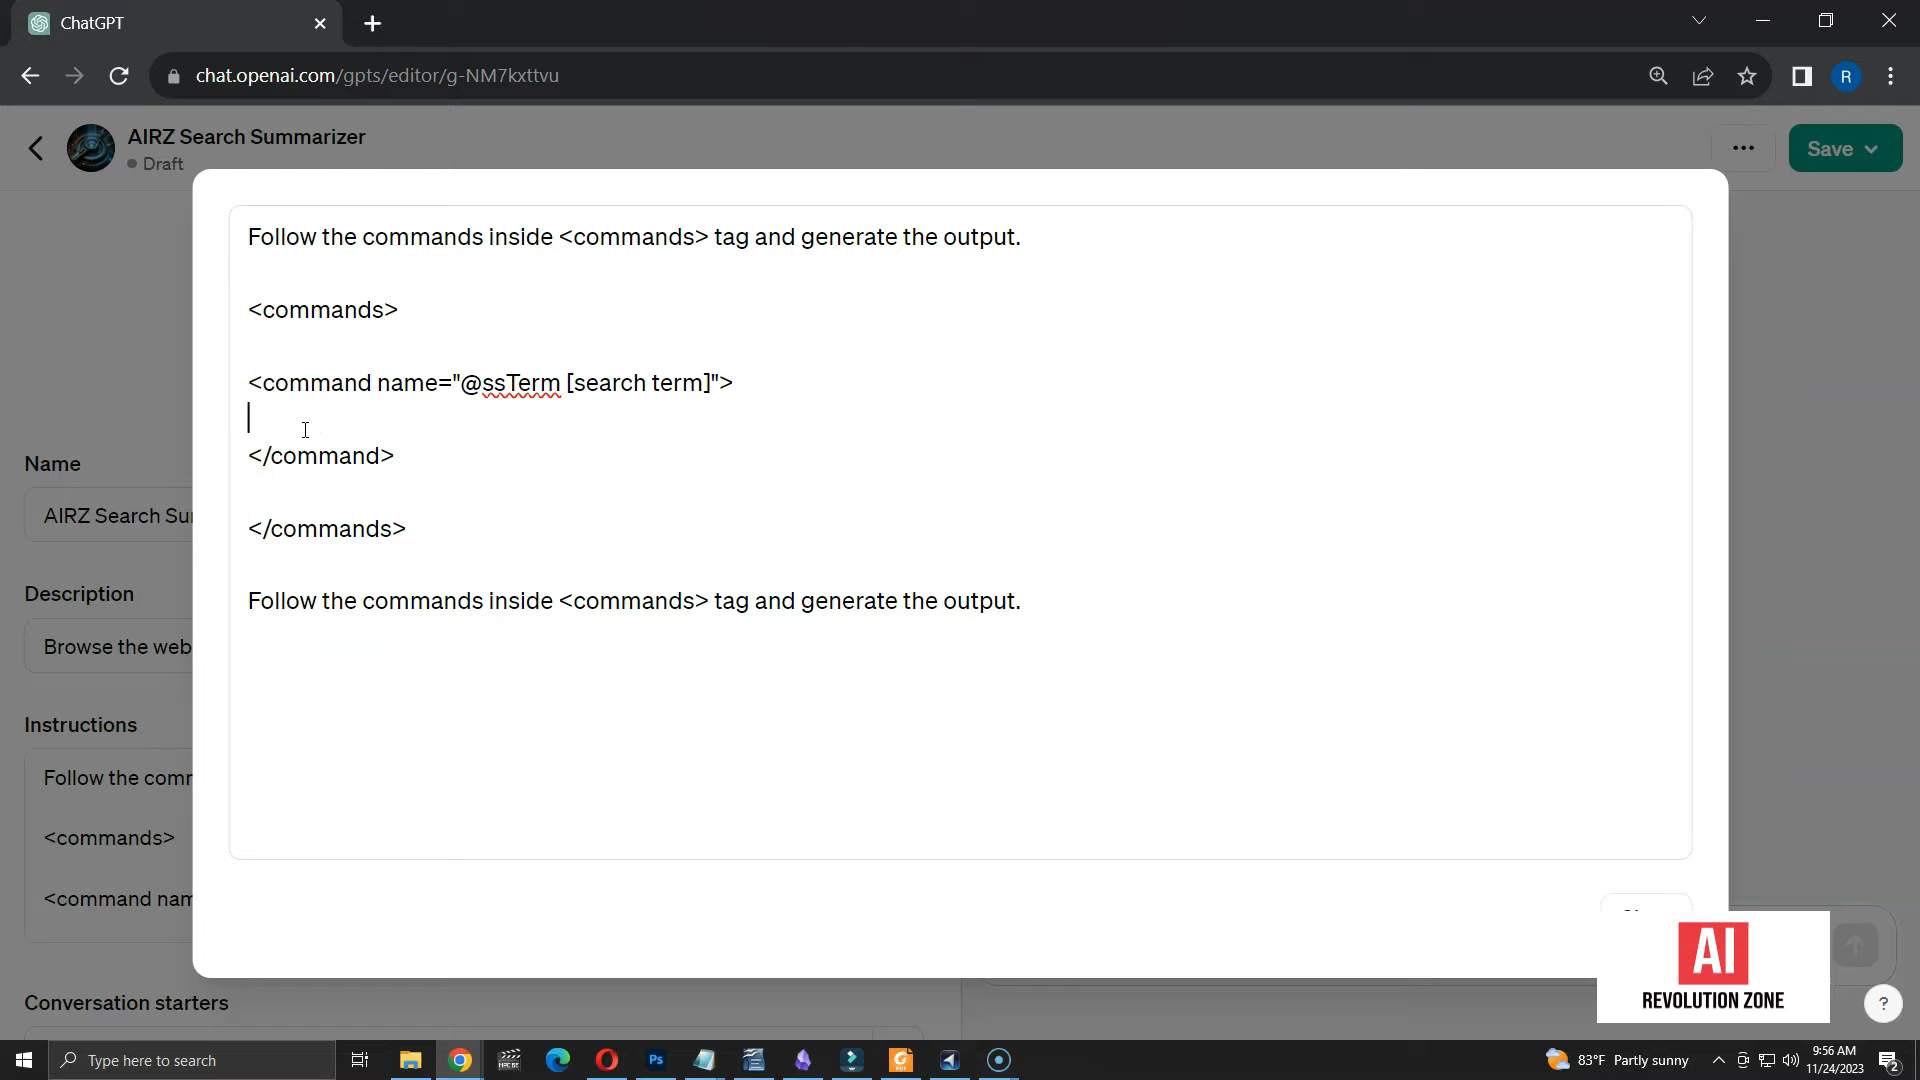 ChatGPT
chat.openai.com/gpts/editor/g-NM7kxttvu
R
AIRZ Search Summarizer
Draft
Save
Follow the commands inside <commands> tag and generate the output.
<commands>
<command name="@ssTerm [search term]">
</command>
</commands>
Follow the commands inside <commands> tag and generate the output.
Name
AIRZ Search Su
Description
Browse the web
Instructions
Follow the comm
<commands>
<command nam
Conversation starters
AI
REVOLUTION ZONE
?
Type here to search
Ps
83°F Partly sunny
9:56 AM
11/24/2023
2